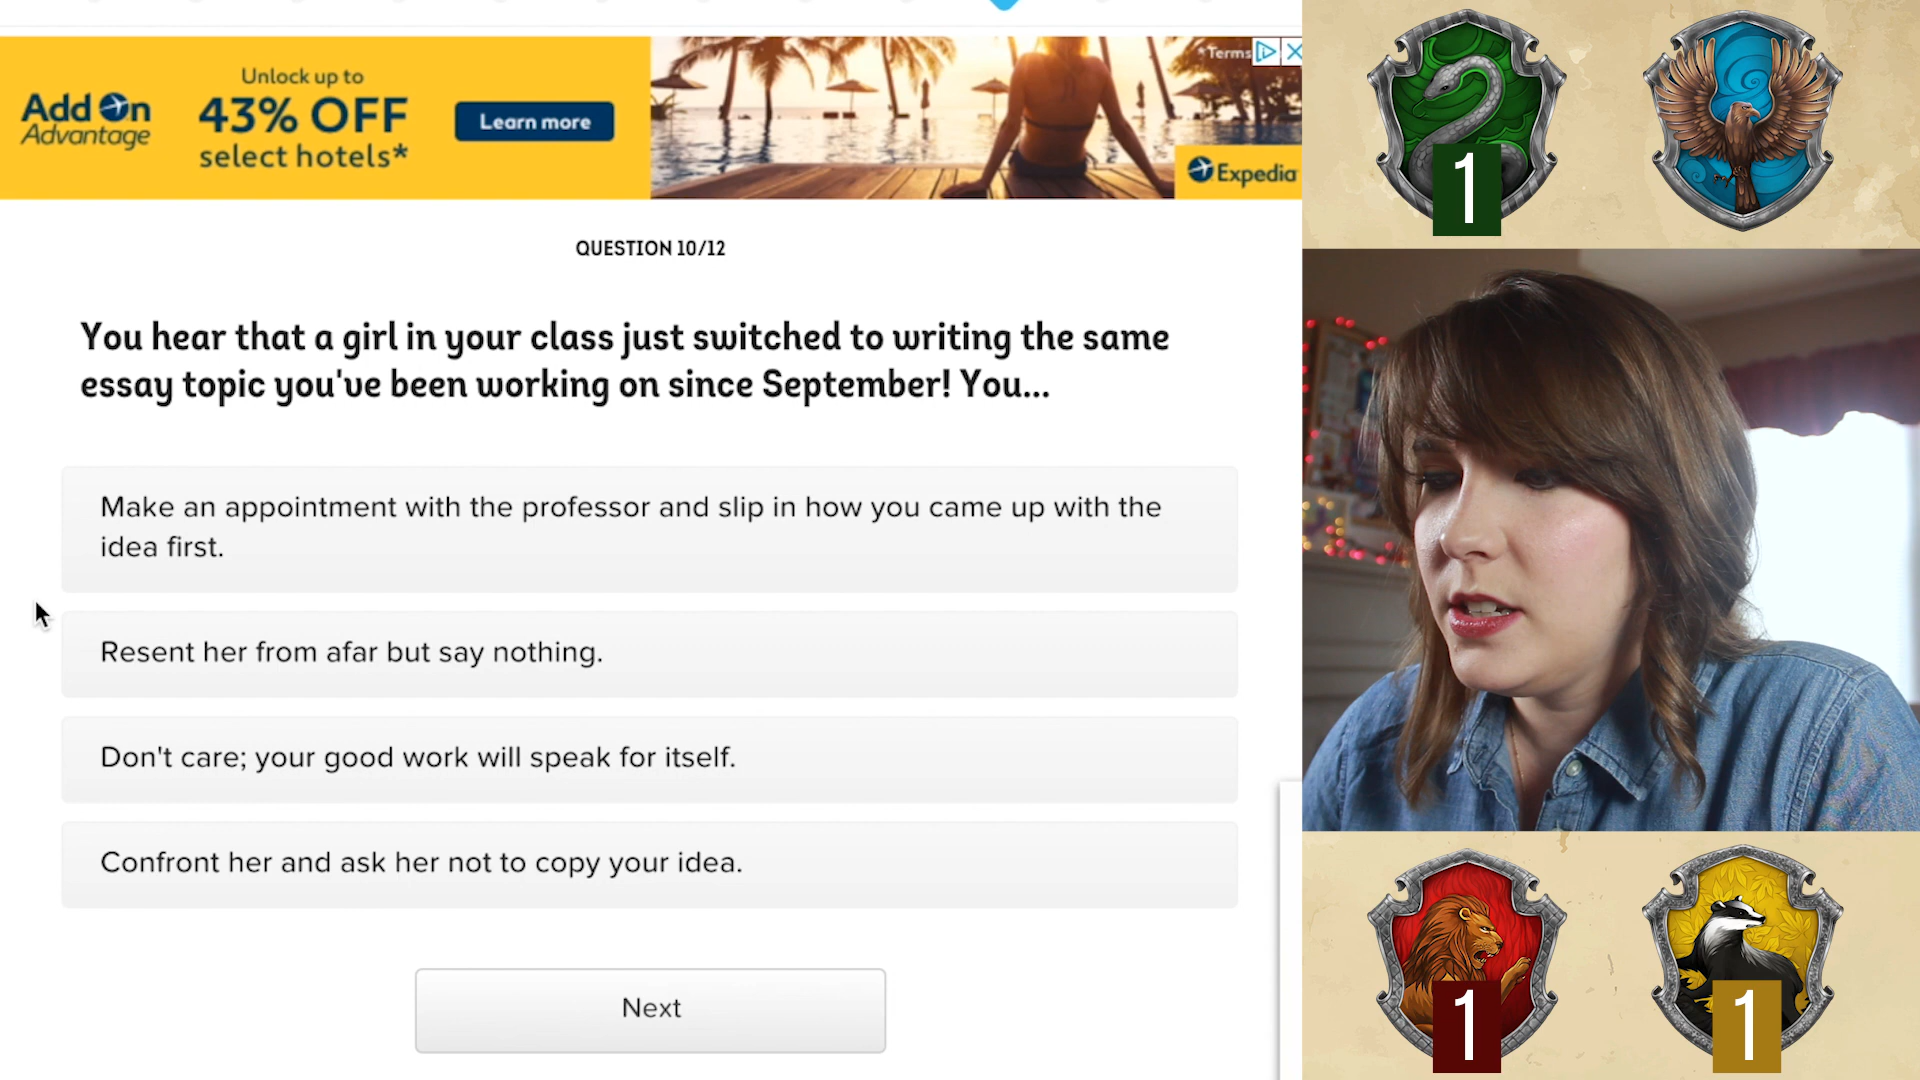 Add On
Advantage
Unlock up to
43% OFF
select hotels*
Learn more
*Terms
Expedia
QUESTION 10/12
You hear that a girl in your class just switched to writing the same
essay topic you've been working on since September! You...
Make an appointment with the professor and slip in how you came up with the
idea first.
Resent her from afar but say nothing.
Don't care; your good work will speak for itself.
Confront her and ask her not to copy your idea.
Next
1
1
1